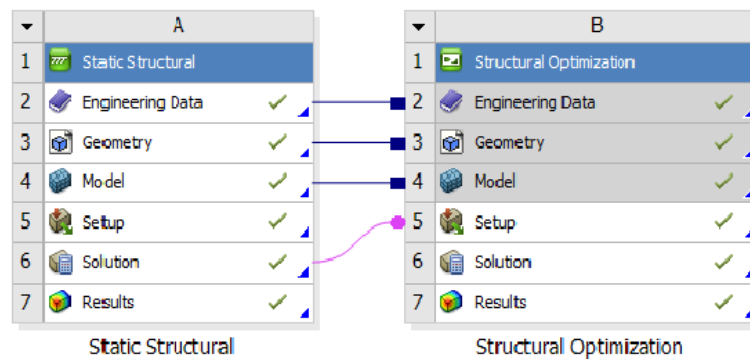 A
1 Static Structural
2 Engineering Data
3 Geometry
4 Model
5 Setup
6 Solution
7 Results
Static Structural
B
1 Structural Optimization
2 Engineering Data
3 Geometry
4 Model
5 Setup
6 Solution
7 Results
Structural Optimization